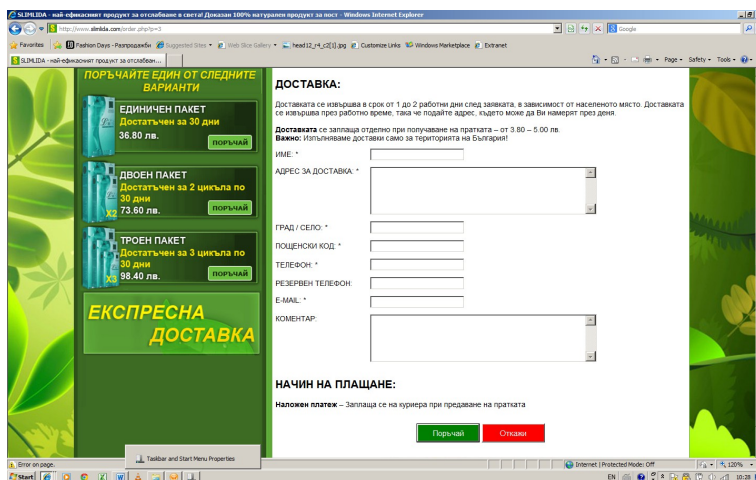 SLIMLIDA - най-ефикасният продукт за отслабване в света! Доказан 100% натурален продукт за пост - Windows Internet Explorer
http://www.slimlida.com/order.php?p=3
Google
Favorites
Fashion Days - Разпродажби
Suggested Sites
Web Slice Gallery
head12_r4_c2[1].jpg
Customize Links
Windows Marketplace
Extranet
SLIMLIDA - най-ефикасният продукт за отслабван...
Page
Safety
Tools
ПОРЪЧАЙТЕ ЕДИН ОТ СЛЕДНИТЕ
ВАРИАНТИ
ЕДИНИЧЕН ПАКЕТ
Достатъчен за 30 дни
36.80 лв.
ПОРЪЧАЙ
ДВОЕН ПАКЕТ
Достатъчен за 2 цикъла по
30 дни
X2
73.60 лв.
ПОРЪЧАЙ
ТРОЕН ПАКЕТ
Достатъчен за 3 цикъла по
30 дни
X3
98.40 лв.
ПОРЪЧАЙ
ЕКСПРЕСНА
ДОСТАВКА
ДОСТАВКА:
Доставката се извършва в срок от 1 до 2 работни дни след заявката, в зависимост от населеното място. Доставката
се извършва през работно време, така че подайте адрес, където може да Ви намерят през деня.
Доставката се заплаща отделно при получаване на пратката – от 3.80 – 5.00 лв.
Важно: Изпълняваме доставки само за територията на България!
ИМЕ: *
АДРЕС ЗА ДОСТАВКА: *
ГРАД / СЕЛО: *
ПОЩЕНСКИ КОД: *
ТЕЛЕФОН: *
РЕЗЕРВЕН ТЕЛЕФОН:
E-MAIL: *
КОМЕНТАР:
НАЧИН НА ПЛАЩАНЕ:
Наложен платеж – Заплаща се на куриера при предаване на пратката
Поръчай
Откажи
Taskbar and Start Menu Properties
Error on page.
Internet | Protected Mode: Off
120%
Start
EN
10:28